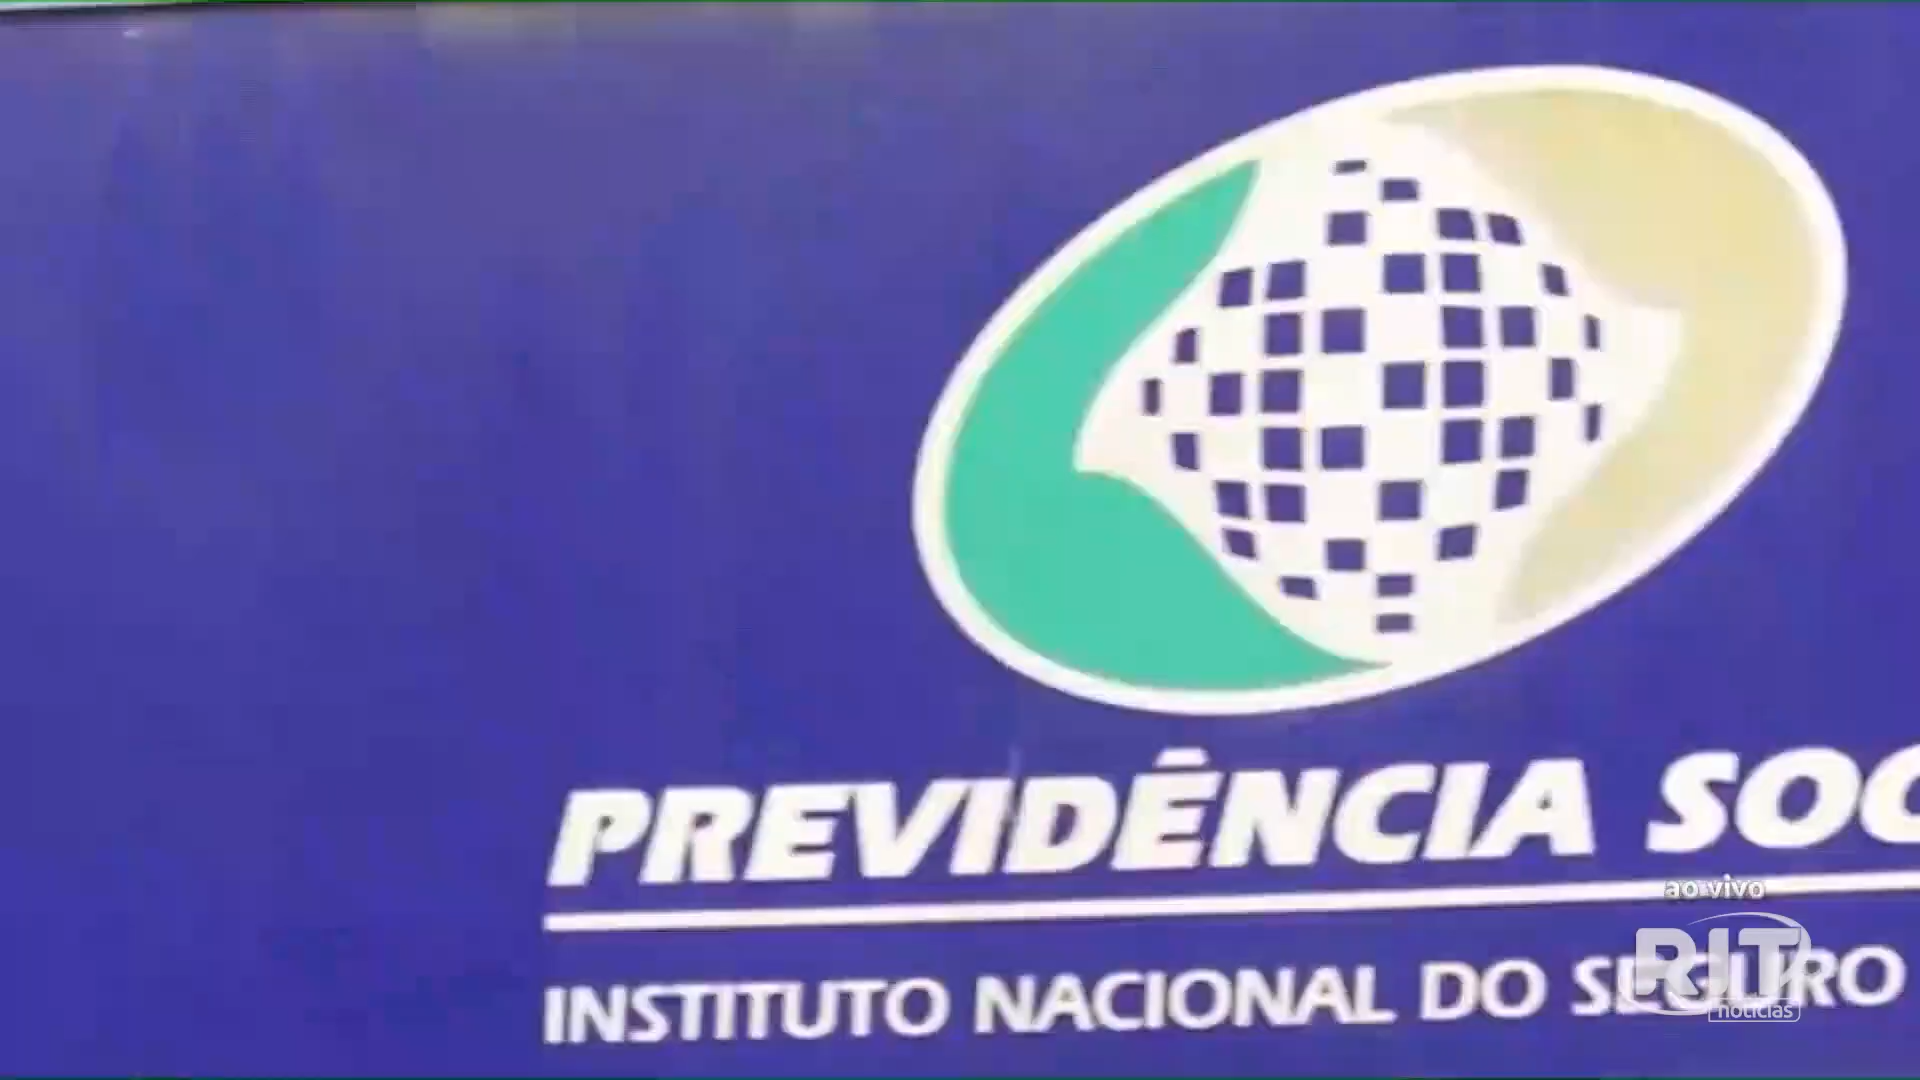 PREVIDÊNCIA SOC
ao vivo
INSTITUTO NACIONAL DO SEGURO
RIT
notícias